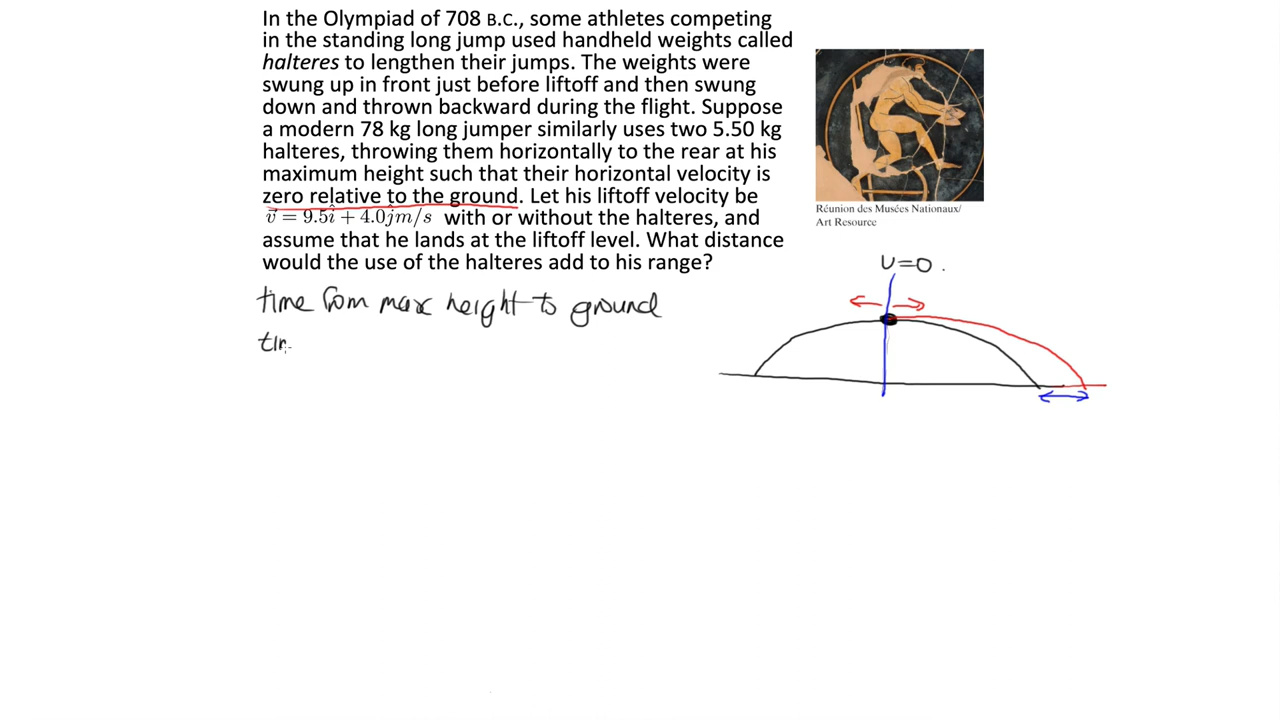 In the Olympiad of 708 B.C., some athletes competing
in the standing long jump used handheld weights called
halteres to lengthen their jumps. The weights were
swung up in front just before liftoff and then swung
down and thrown backward during the flight. Suppose
a modern 78 kg long jumper similarly uses two 5.50 kg
halteres, throwing them horizontally to the rear at his
maximum height such that their horizontal velocity is
zero relative to the ground. Let his liftoff velocity be
v⃗ = 9.5î + 4.0ĵm/s with or without the halteres, and
assume that he lands at the liftoff level. What distance
would the use of the halteres add to his range?
Réunion des Musées Nationaux/
Art Resource
v=0.
time from max height to ground